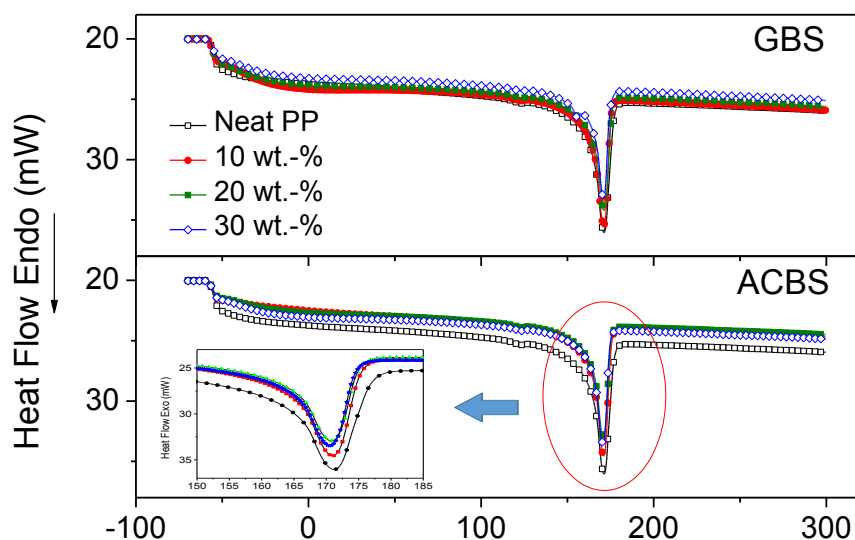 GBS
20
30
Heat Flow Endo (mW)
Neat PP
10 wt.-%
20 wt.-%
30 wt.-%
ACBS
20
30
Heat Flow Exo (mW)
25
30
35
150 155 160 165 170 175 180 185
-100 0 100 200 300